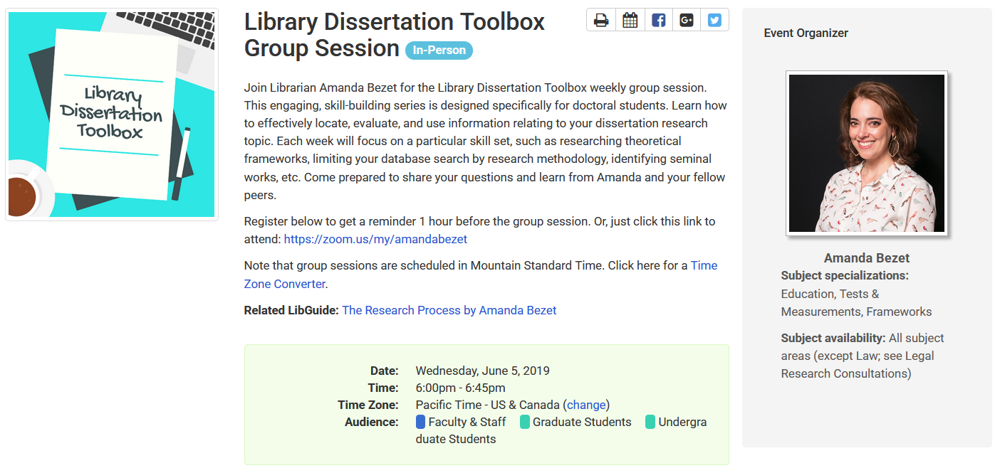 Library
Dissertation
Toolbox
Library Dissertation Toolbox
Group Session In-Person
Join Librarian Amanda Bezet for the Library Dissertation Toolbox weekly group session.
This engaging, skill-building series is designed specifically for doctoral students. Learn how
to effectively locate, evaluate, and use information relating to your dissertation research
topic. Each week will focus on a particular skill set, such as researching theoretical
frameworks, limiting your database search by research methodology, identifying seminal
works, etc. Come prepared to share your questions and learn from Amanda and your fellow
peers.
Register below to get a reminder 1 hour before the group session. Or, just click this link to
attend: https://zoom.us/my/amandabezet
Note that group sessions are scheduled in Mountain Standard Time. Click here for a Time
Zone Converter.
Related LibGuide: The Research Process by Amanda Bezet
Date: Wednesday, June 5, 2019
Time: 6:00pm - 6:45pm
Time Zone: Pacific Time - US & Canada (change)
Audience: Faculty & Staff Graduate Students Undergra
duate Students
Event Organizer
Amanda Bezet
Subject specializations:
Education, Tests &
Measurements, Frameworks
Subject availability: All subject
areas (except Law; see Legal
Research Consultations)